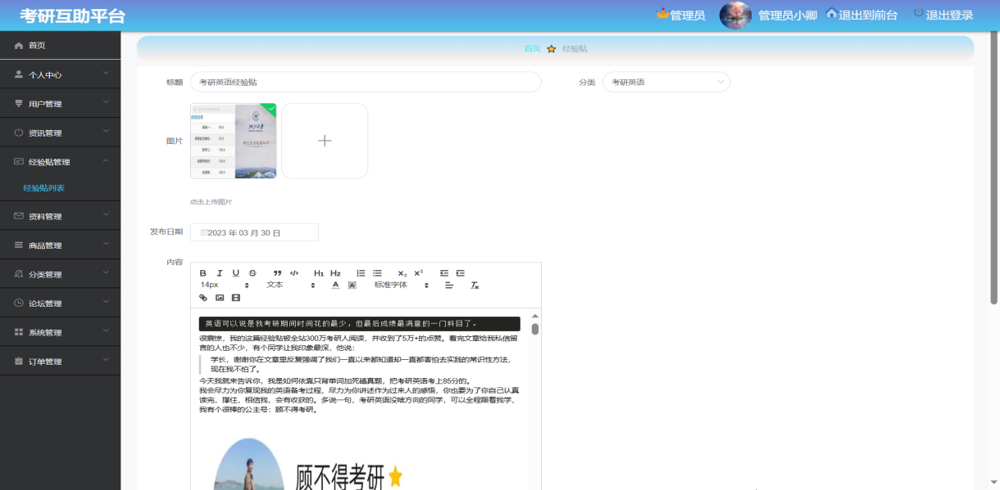 考研互助平台
管理员 管理员小卿 退出到前台 退出登录
首页 经验贴
首页
个人中心
用户管理
资讯管理
经验贴管理
经验贴列表
资料管理
商品管理
分类管理
论坛管理
系统管理
订单管理
标题 考研英语经验贴 分类 考研英语
图片
点击上传图片
发布日期 2023 年 03 月 30 日
内容
B I U S ” </> H1 H2 X₂ X²
14px 文本 A A 标准字体 Tx
英语可以说是我考研期间时间花的最少，但最后成绩最满意的一门科目了。
很震惊，我的这篇经验贴被全站300万考研人阅读，并收到了5万+的点赞。看完文章给我私信留
言的人也不少，有个同学让我印象最深，他说：
学长，谢谢你在文章里反复强调了我们一直以来都知道却一直都害怕去实践的常识性方法，
现在我不怕了。
今天我就来告诉你，我是如何依靠只背单词加死磕真题，把考研英语考上85分的。
我会尽力为你复现我的英语备考过程，尽力为你讲述作为过来人的感悟，你也要为了你自己认真
读完，撑住，相信我，会有收获的。多说一句，考研英语没啥方向的同学，可以全程跟着我学，
我有个很棒的公主号：顾不得考研。
顾不得考研